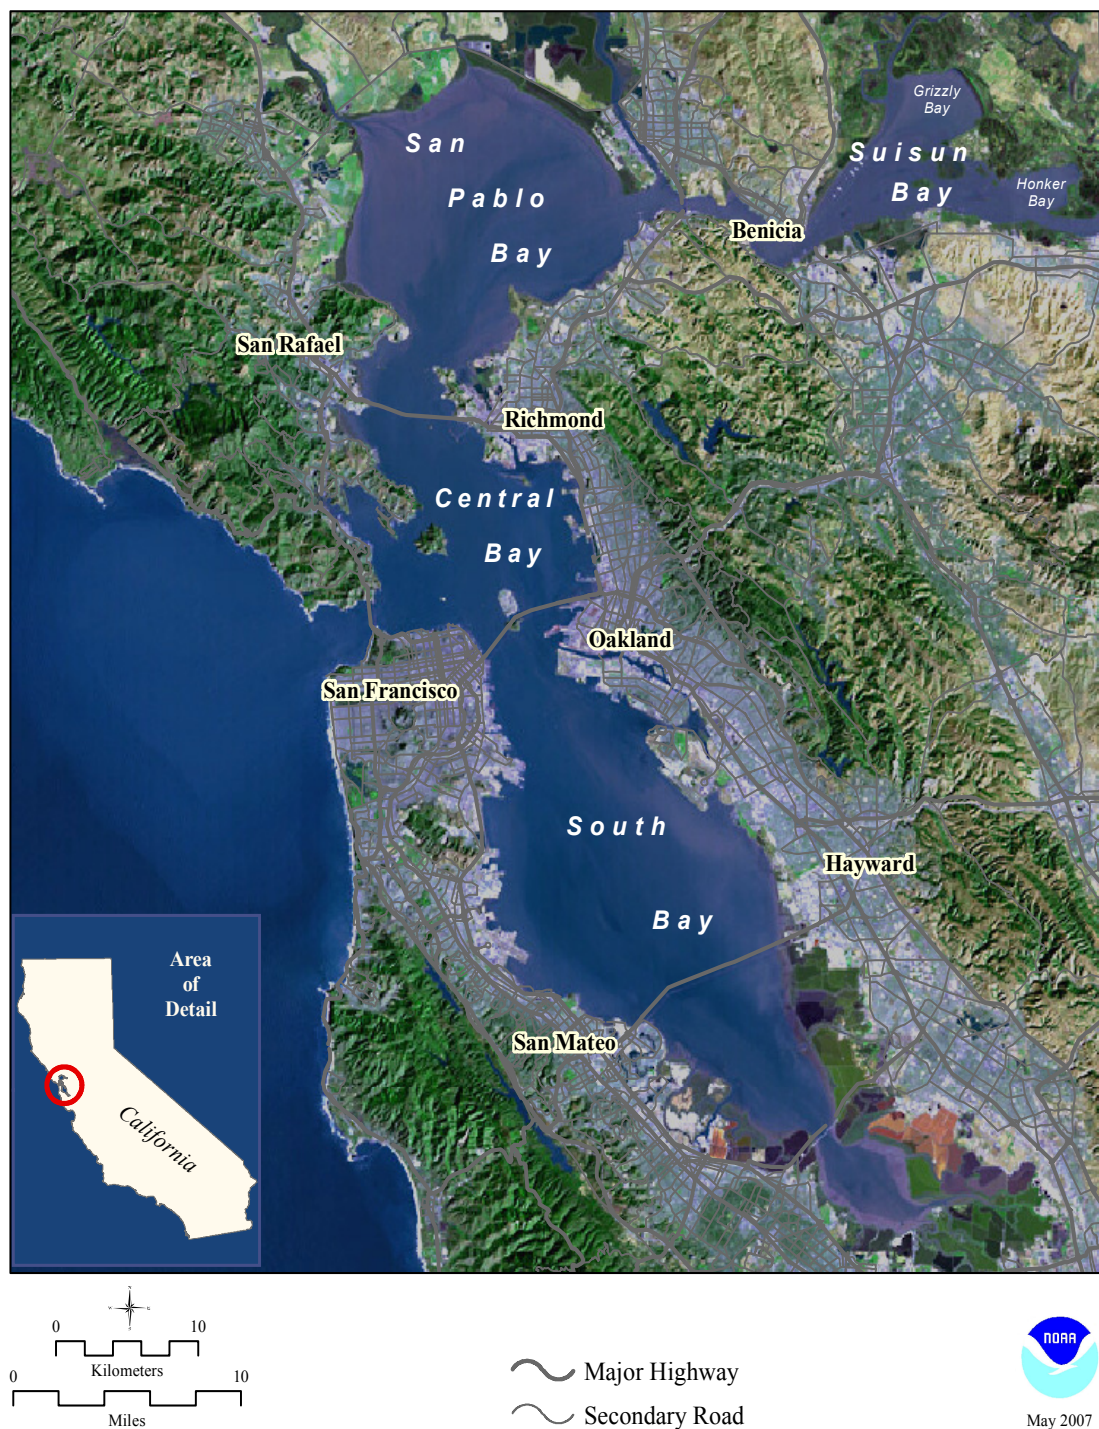 Grizzly
Bay
San
Pablo
Bay
Suisun
Bay
Honker
Bay
Benicia
San Rafael
Richmond
Central
Bay
Oakland
San Francisco
South
Bay
Hayward
San Mateo
Area
of
Detail
California
0 10
Kilometers
0 10
Miles
Major Highway
Secondary Road
NOAA
May 2007